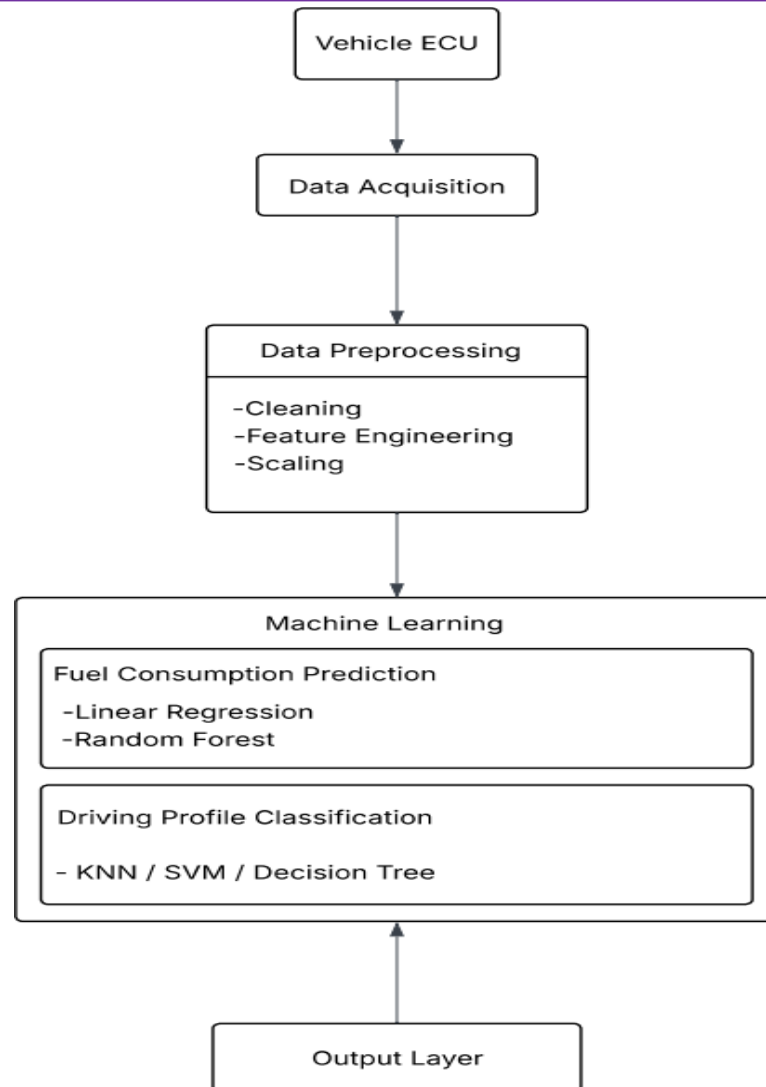 Vehicle ECU
Data Acquisition
Data Preprocessing
-Cleaning
-Feature Engineering
-Scaling
Machine Learning
Fuel Consumption Prediction
-Linear Regression
-Random Forest
Driving Profile Classification
- KNN / SVM / Decision Tree
Output Layer